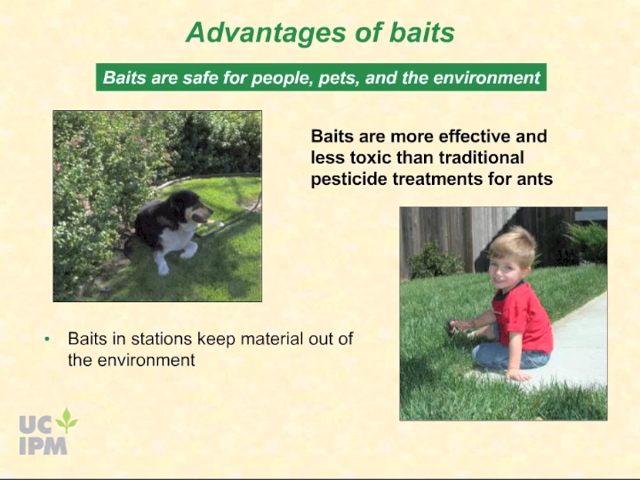 Advantages of baits
Baits are safe for people, pets, and the environment
Baits are more effective and
less toxic than traditional
pesticide treatments for ants
• Baits in stations keep material out of
the environment
UC
IPM